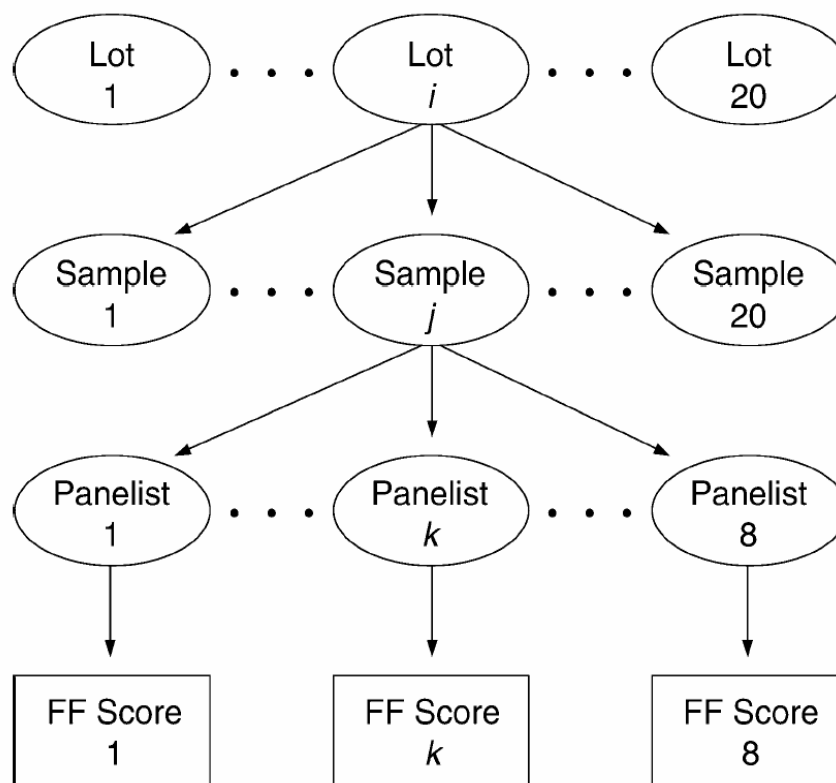 Lot
1
. . .
Lot
i
. . .
Lot
20
Sample
1
. . .
Sample
j
. . .
Sample
20
Panelist
1
. . .
Panelist
k
. . .
Panelist
8
FF Score
1
FF Score
k
FF Score
8